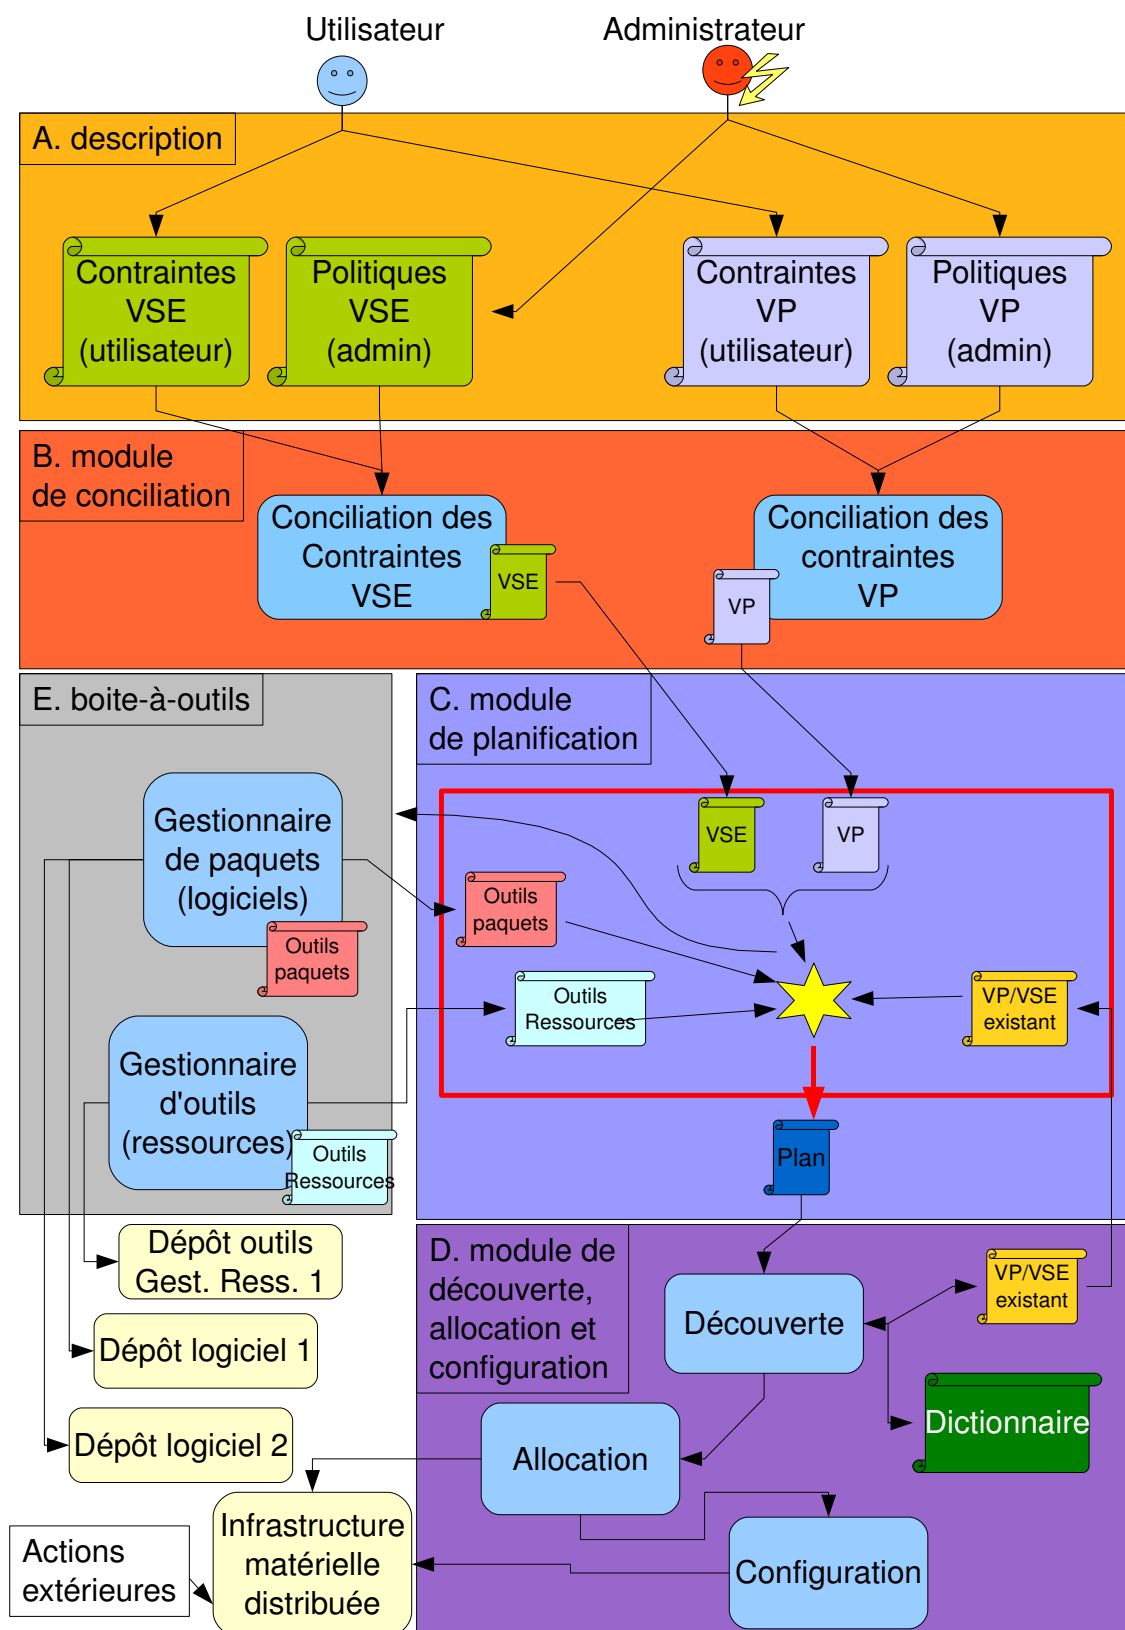 Utilisateur
Administrateur
A. description
Contraintes
VSE
(utilisateur)
Politiques
VSE
(admin)
Contraintes
VP
(utilisateur)
Politiques
VP
(admin)
B. module
de conciliation
Conciliation des
Contraintes
VSE
VSE
Conciliation des
contraintes
VP
VP
E. boite-à-outils
Gestionnaire
de paquets
(logiciels)
Outils
paquets
Gestionnaire
d'outils
(ressources)
Outils
Ressources
C. module
de planification
VSE
VP
Outils
paquets
Outils
Ressources
VP/VSE
existant
Plan
Dépôt outils
Gest. Ress. 1
Dépôt logiciel 1
Dépôt logiciel 2
D. module de
découverte,
allocation et
configuration
Découverte
VP/VSE
existant
Dictionnaire
Allocation
Configuration
Infrastructure
matérielle
distribuée
Actions
extérieures